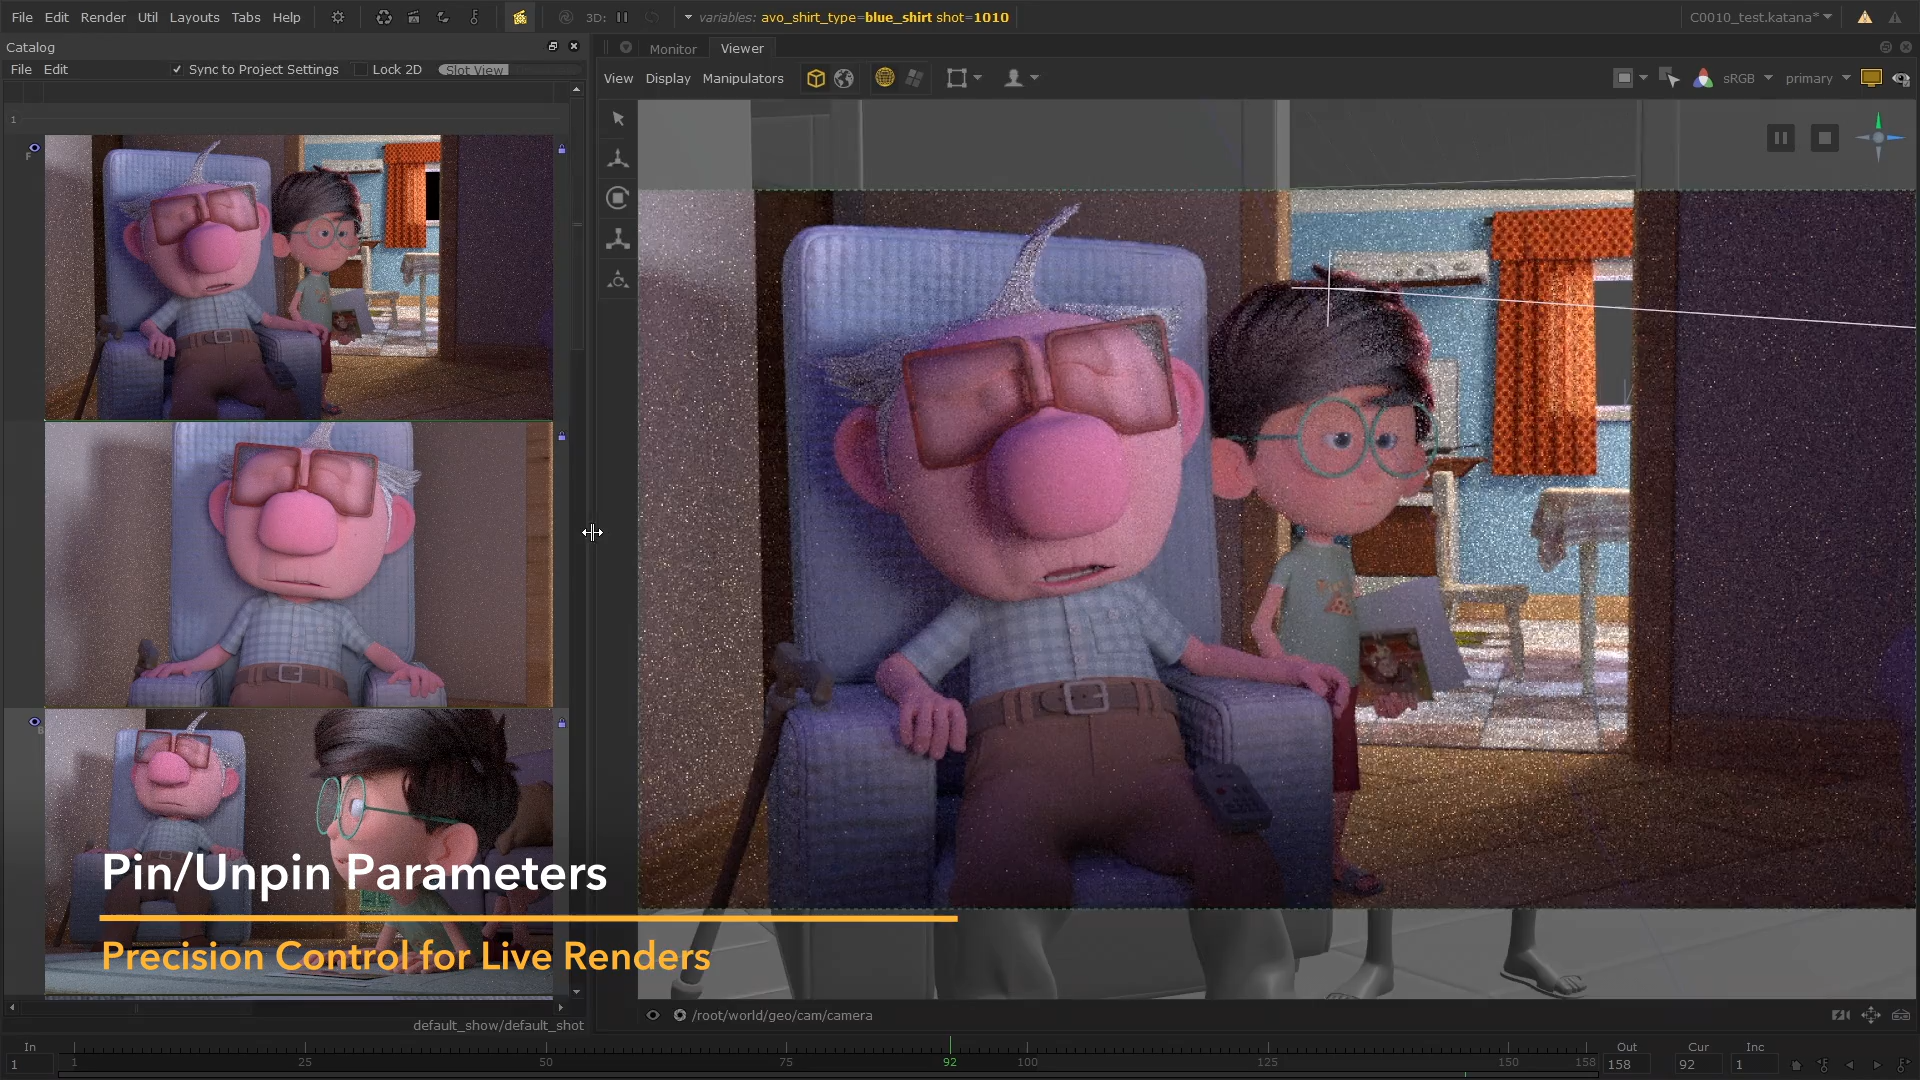 File Edit Render Util Layouts Tabs Help
3D:
variables: avo_shirt_type=blue_shirt shot=1010
C0010_test.katana*
Catalog
File Edit
Sync to Project Settings
Lock 2D
Slot View
Monitor
Viewer
View Display Manipulators
sRGB
primary
1
F
B
Pin/Unpin Parameters
Precision Control for Live Renders
default_show/default_shot
/root/world/geo/cam/camera
In
1
1 25 50 75 92 100 125 150 158
Out
158
Cur
92
Inc
1